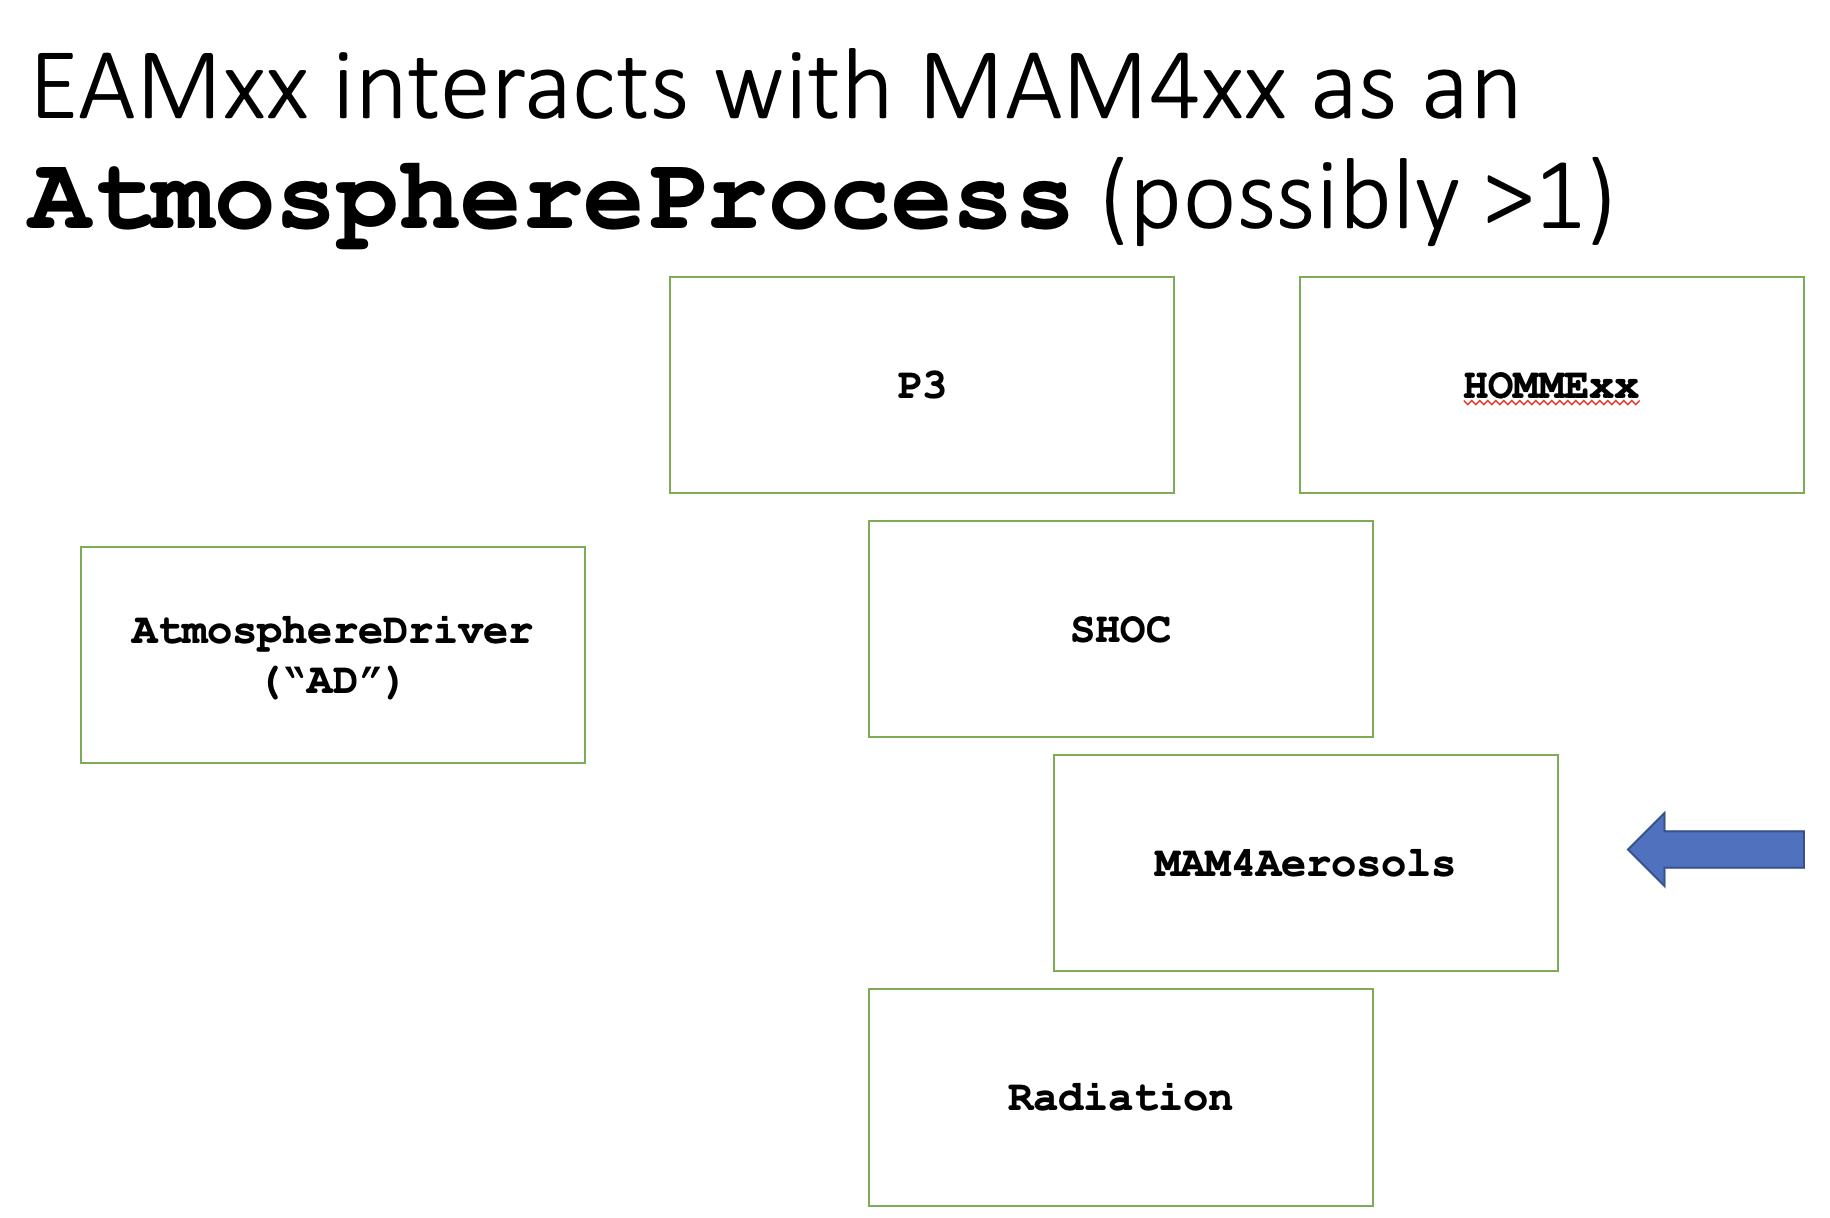 EAMxx interacts with MAM4xx as an
AtmosphereProcess (possibly >1)
P3
HOMMExx
AtmosphereDriver
(“AD”)
SHOC
MAM4Aerosols
Radiation